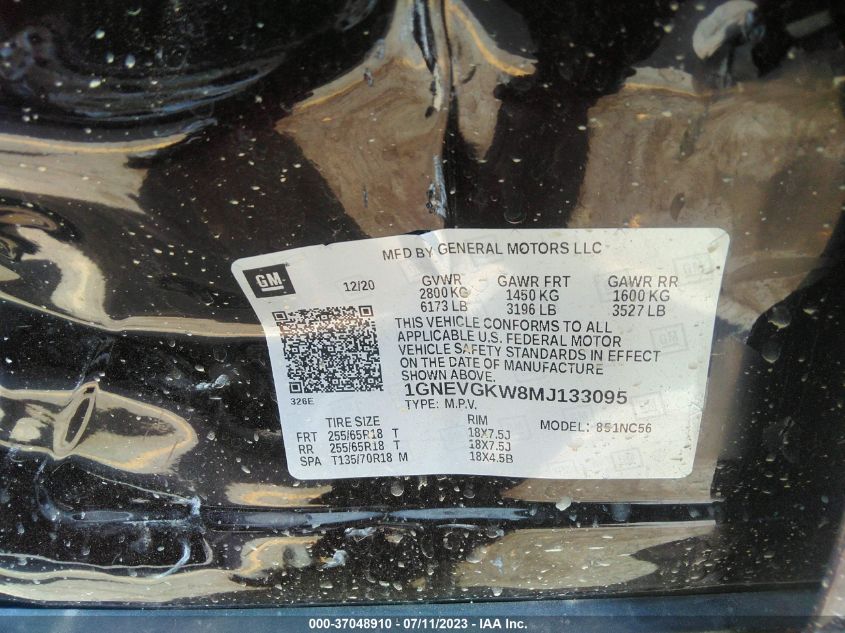 MFD BY GENERAL MOTORS LLC
GM
12/20
GVWR GAWR FRT GAWR RR
2800 KG 1450 KG 1600 KG
6173 LB 3196 LB 3527 LB
THIS VEHICLE CONFORMS TO ALL
APPLICABLE U.S. FEDERAL MOTOR
VEHICLE SAFETY STANDARDS IN EFFECT
ON THE DATE OF MANUFACTURE
SHOWN ABOVE.
326E
1GNEVGKW8MJ133095
TYPE: M.P.V.
MODEL: 851NC56
TIRE SIZE RIM
FRT 255/65R18 T 18X7.5J
RR 255/65R18 T 18X7.5J
SPA T135/70R18 M 18X4.5B
000-37048910 - 07/11/2023 - IAA Inc.